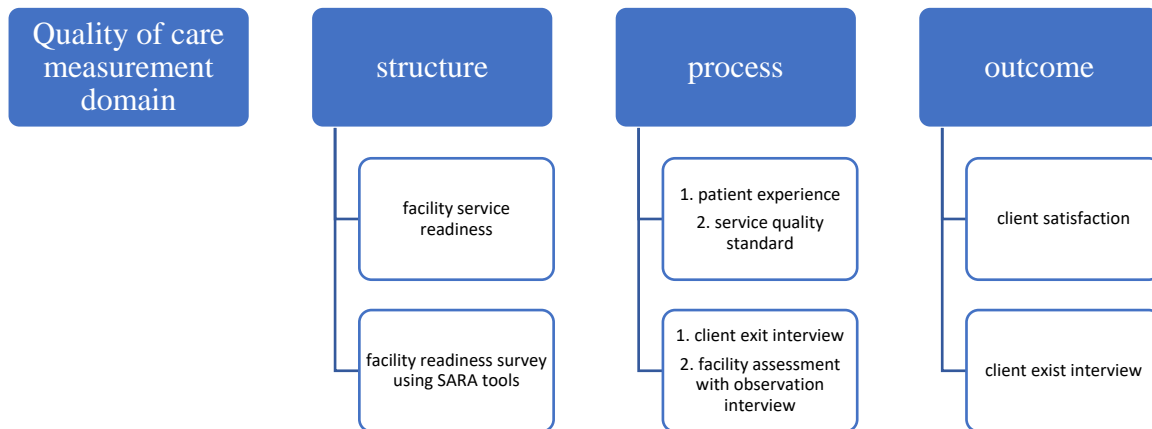 Quality of care
measurement
domain
structure
process
outcome
facility service
readiness
1. patient experience
2. service quality
standard
client satisfaction
facility readiness survey
using SARA tools
1. client exit interview
2. facility assessment
with observation
interview
client exist interview